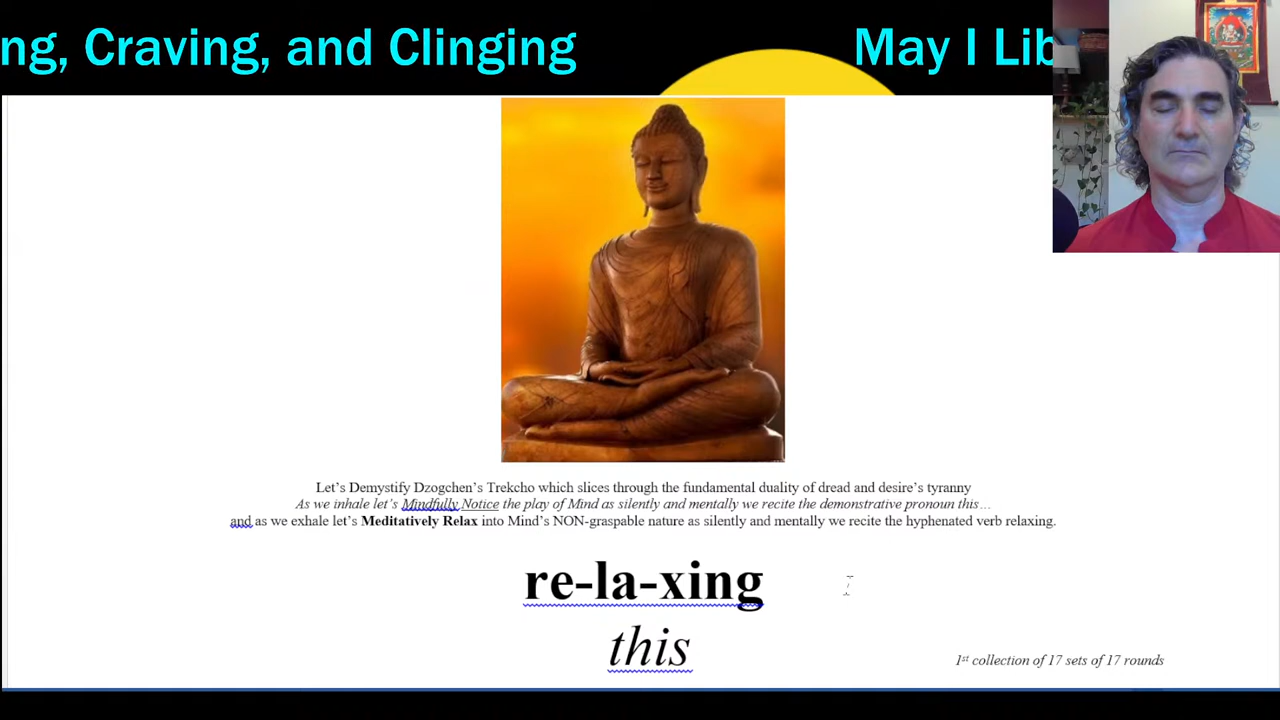 ng, Craving, and Clinging May I Lib
Let's Demystify Dzogchen's Trekcho which slices through the fundamental duality of dread and desire's tyranny
As we inhale let's Mindfully Notice the play of Mind as silently and mentally we recite the demonstrative pronoun this…
and as we exhale let's Meditatively Relax into Mind's NON-graspable nature as silently and mentally we recite the hyphenated verb relaxing.
re-la-xing
this
1st collection of 17 sets of 17 rounds